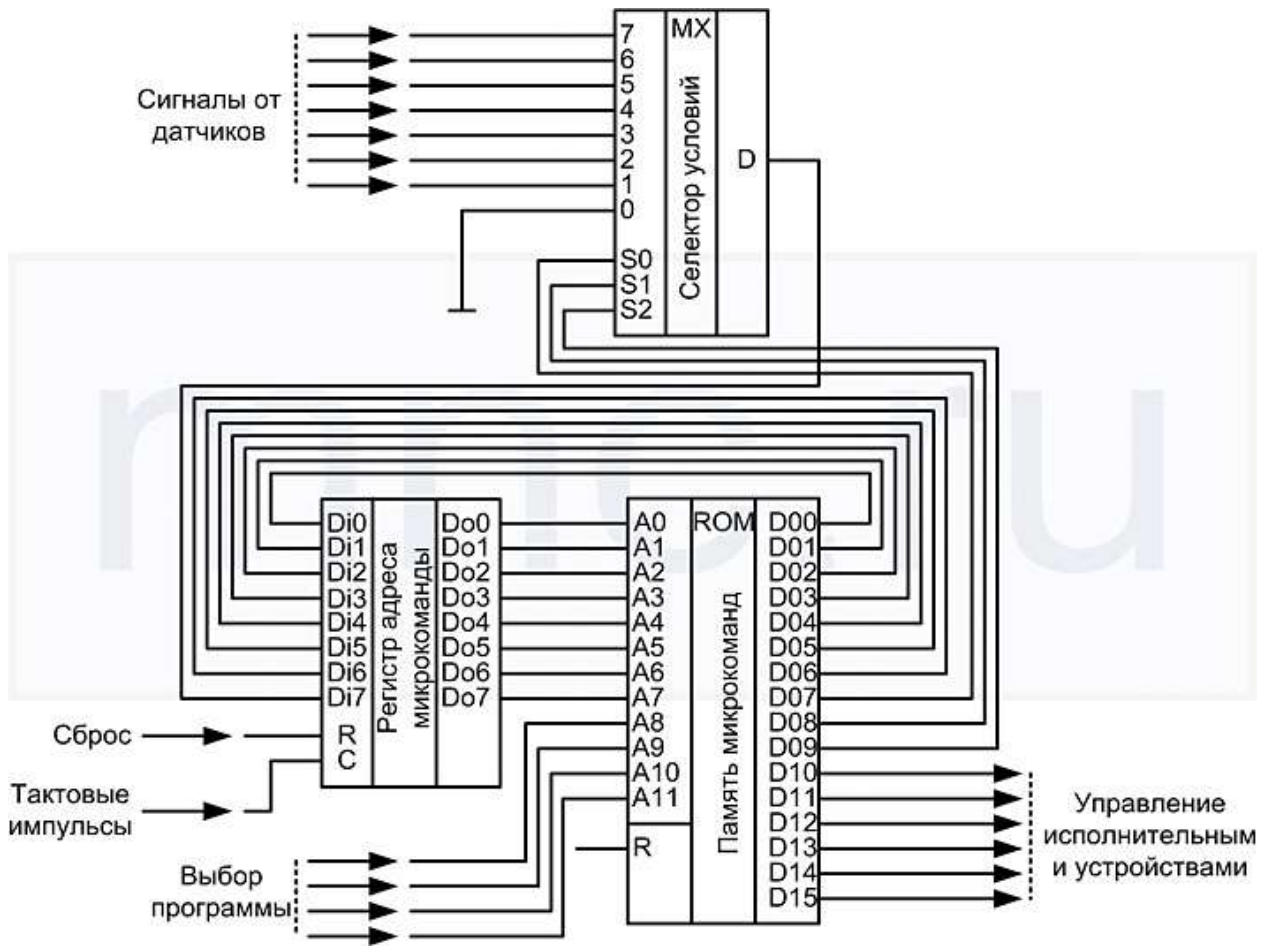 7
MX
6
5
4
3
2
1
0
Сигналы от
датчиков
Селектор условий
D
S0
S1
S2
Di0
Di1
Di2
Di3
Di4
Di5
Di6
Di7
R
C
Регистр адреса
микрокоманды
Do0
Do1
Do2
Do3
Do4
Do5
Do6
Do7
A0
A1
A2
A3
A4
A5
A6
A7
A8
A9
A10
A11
R
ROM
Память микрокоманд
D00
D01
D02
D03
D04
D05
D06
D07
D08
D09
D10
D11
D12
D13
D14
D15
Сброс
Тактовые
импульсы
Выбор
программы
Управление
исполнительным
и устройствами